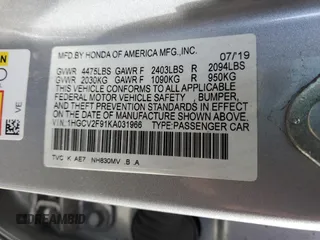 MFD BY HONDA OF AMERICA MFG.,INC. 07/'19
GVWR 4475LBS GAWR F 2403LBS R 2094LBS
GVWR 2030KG GAWR F 1090KG R 950KG
THIS VEHICLE CONFORMS TO ALL APPLICABLE
FEDERAL MOTOR VEHICLE SAFETY, BUMPER,
AND THEFT PREVENTION STANDARDS IN EFFECT
ON THE DATE OF MANUFACTURE SHOWN ABOVE.
V.I.N.:1HGCV2F91KA031966 TYPE:PASSENGER CAR
TVC K AE7 NH830MV .B .A
VE
DREAMBID